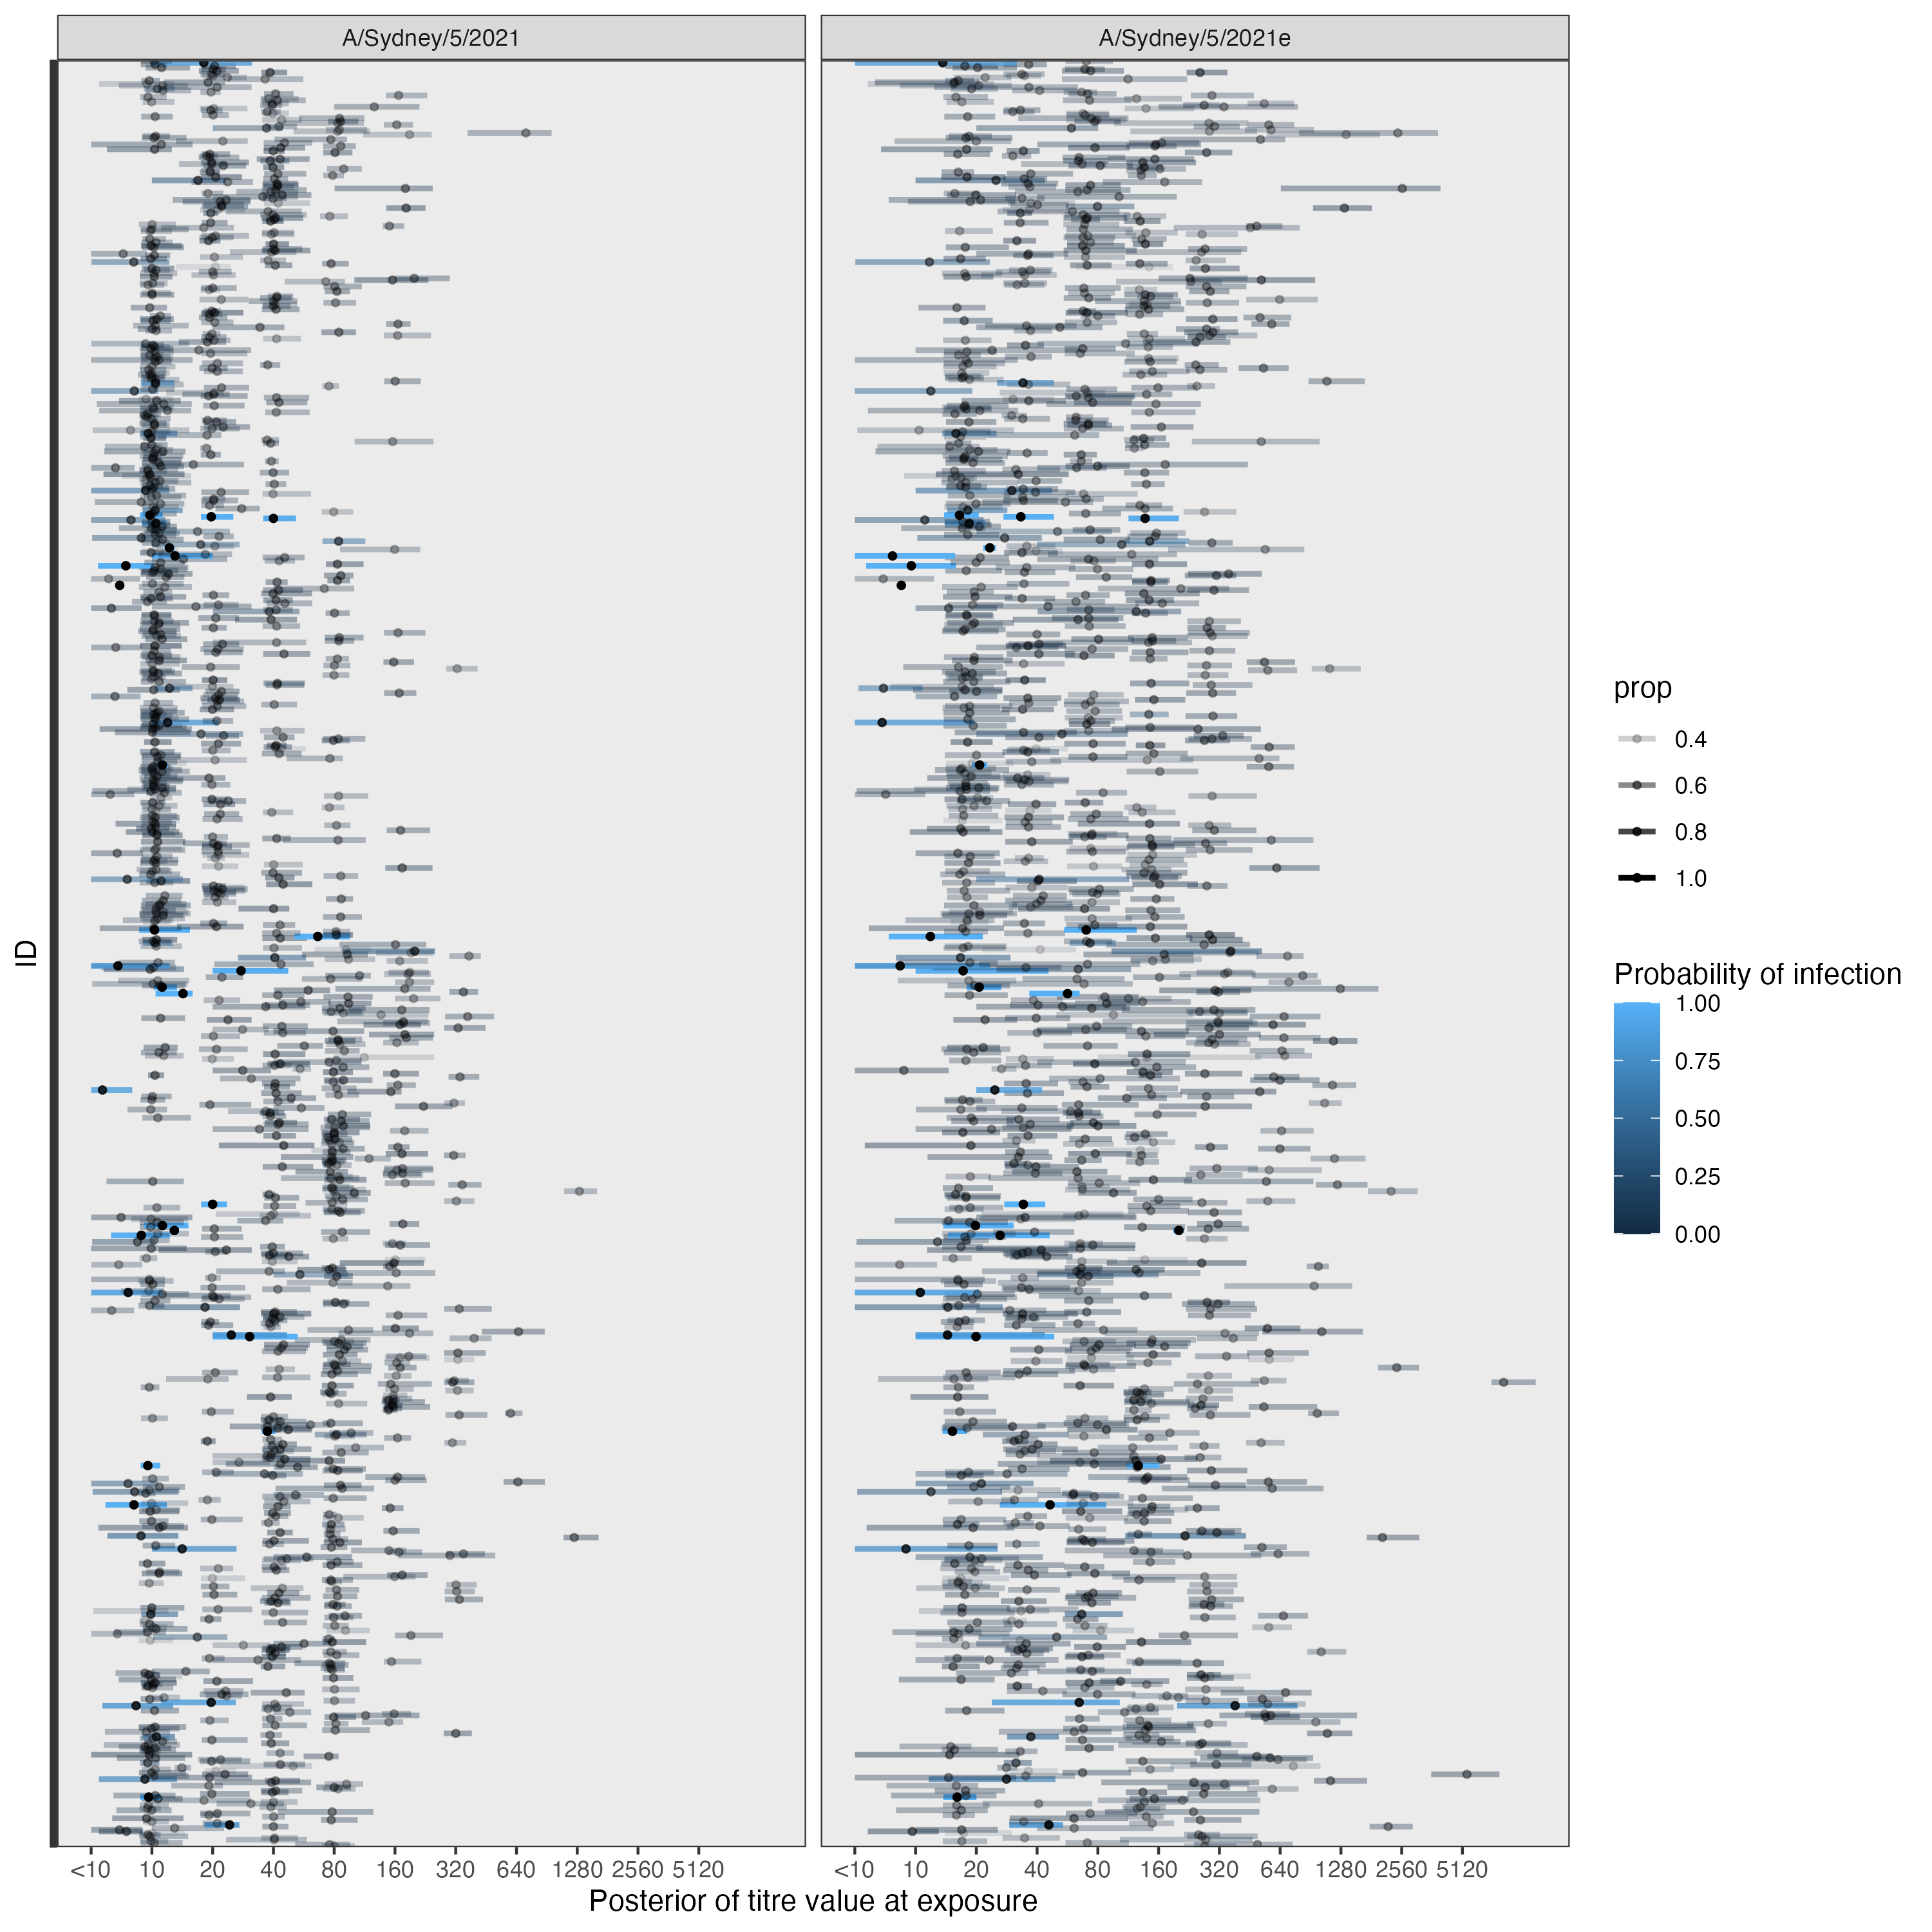 A/Sydney/5/2021
A/Sydney/5/2021e
ID
<10 10 20 40 80 160 320 640 1280 2560 5120
<10 10 20 40 80 160 320 640 1280 2560 5120
Posterior of titre value at exposure
prop
0.4
0.6
0.8
1.0
Probability of infection
1.00
0.75
0.50
0.25
0.00